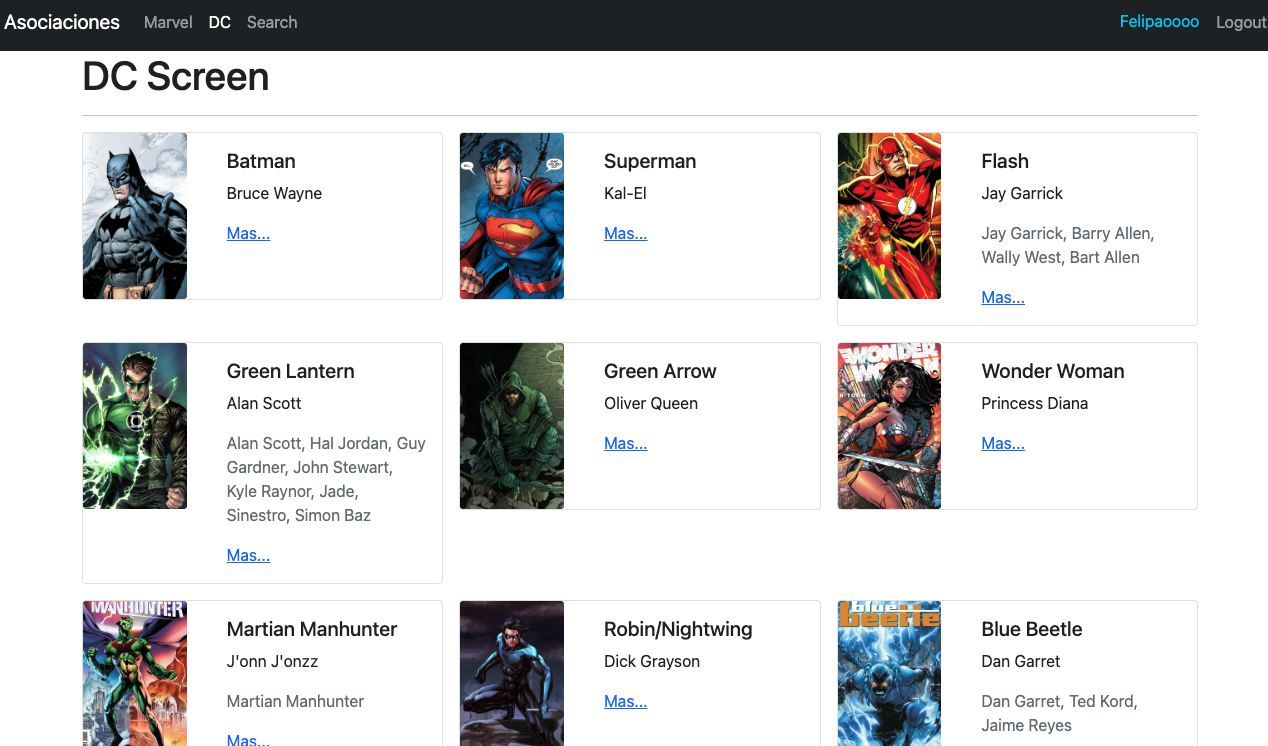 Asociaciones Marvel DC Search Felipaoooo Logout
DC Screen
Batman
Bruce Wayne
Mas...
Superman
Kal-El
Mas...
Flash
Jay Garrick
Jay Garrick, Barry Allen,
Wally West, Bart Allen
Mas...
Green Lantern
Alan Scott
Alan Scott, Hal Jordan, Guy
Gardner, John Stewart,
Kyle Raynor, Jade,
Sinestro, Simon Baz
Mas...
Green Arrow
Oliver Queen
Mas...
WONDER
Wonder Woman
Princess Diana
Mas...
MANHUNTER
Martian Manhunter
J'onn J'onzz
Martian Manhunter
Mas...
Robin/Nightwing
Dick Grayson
Mas...
blue
beetle
Blue Beetle
Dan Garret
Dan Garret, Ted Kord,
Jaime Reyes